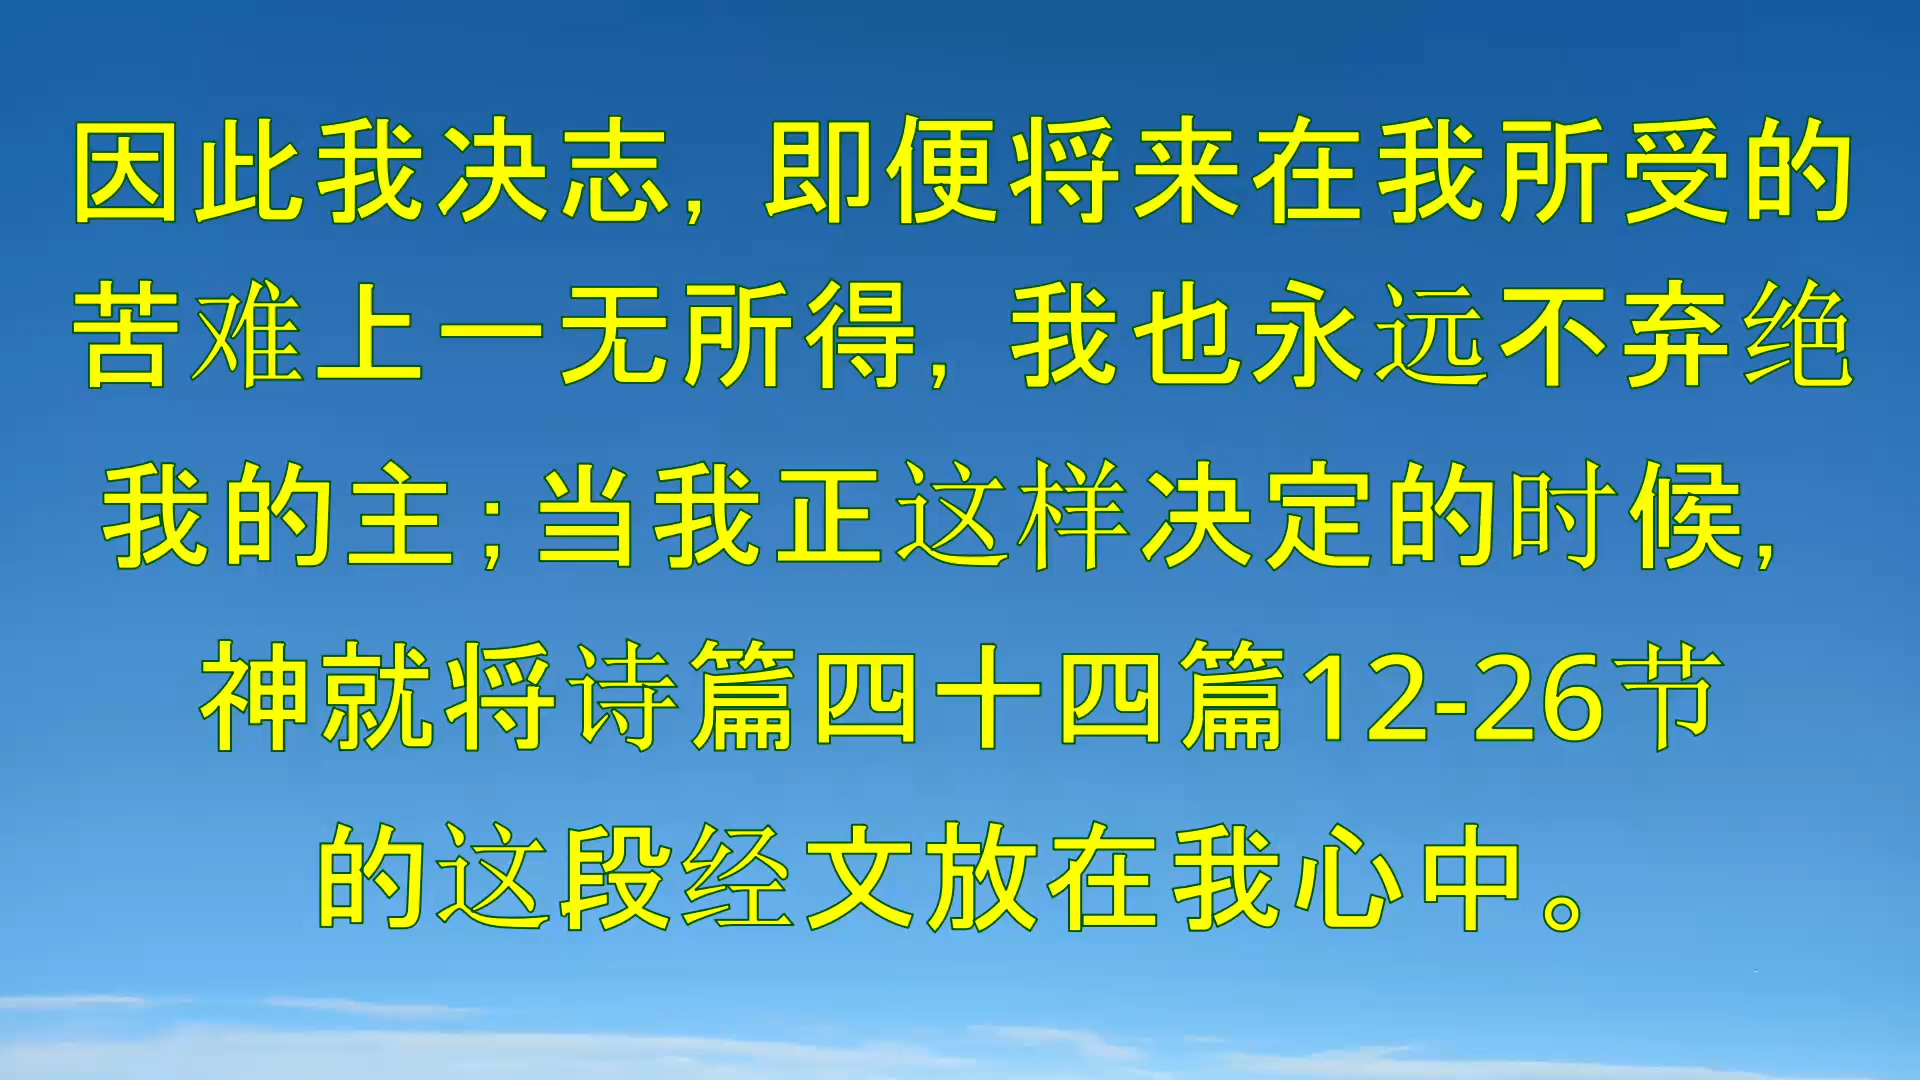 因此我决志，即便将来在我所受的
苦难上一无所得，我也永远不弃绝
我的主；当我正这样决定的时候，
神就将诗篇四十四篇12-26节
的这段经文放在我心中。